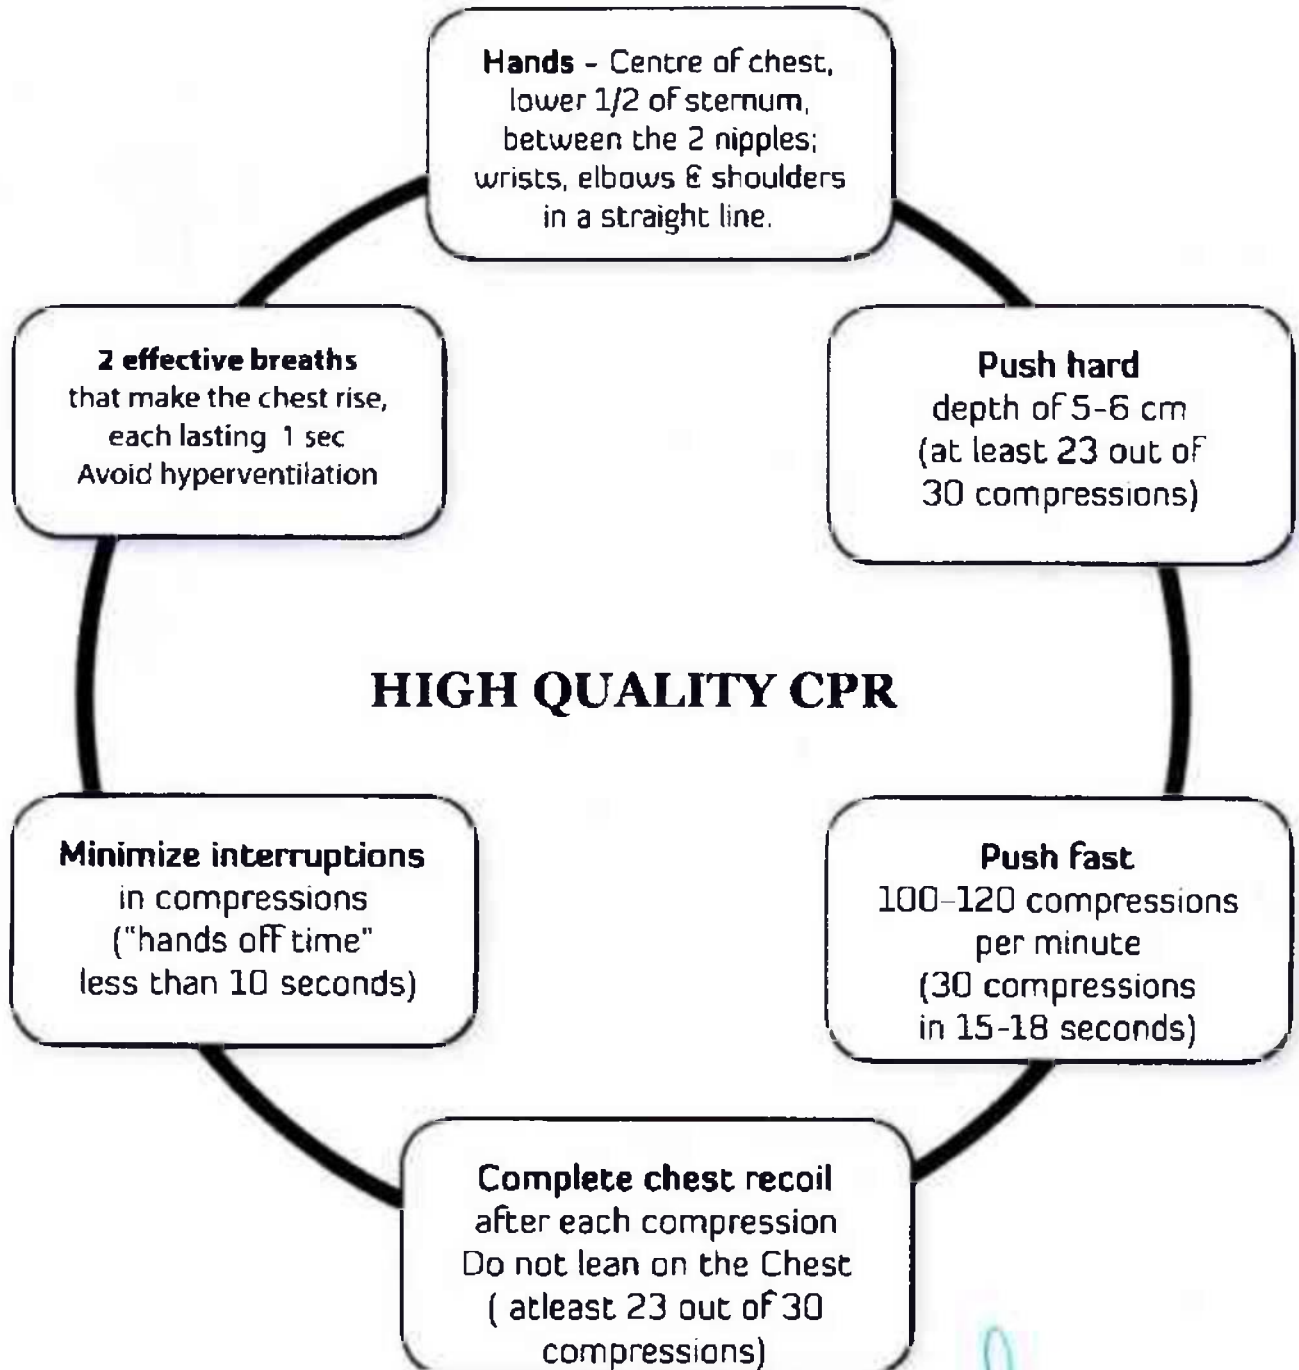 Hands - Centre of chest,
lower 1/2 of sternum,
between the 2 nipples;
wrists, elbows & shoulders
in a straight line.
Push hard
depth of 5-6 cm
(at least 23 out of
30 compressions)
Push fast
100-120 compressions
per minute
(30 compressions
in 15-18 seconds)
Complete chest recoil
after each compression
Do not lean on the Chest
( atleast 23 out of 30
compressions)
Minimize interruptions
in compressions
("hands off time"
less than 10 seconds)
2 effective breaths
that make the chest rise,
each lasting 1 sec
Avoid hyperventilation
HIGH QUALITY CPR